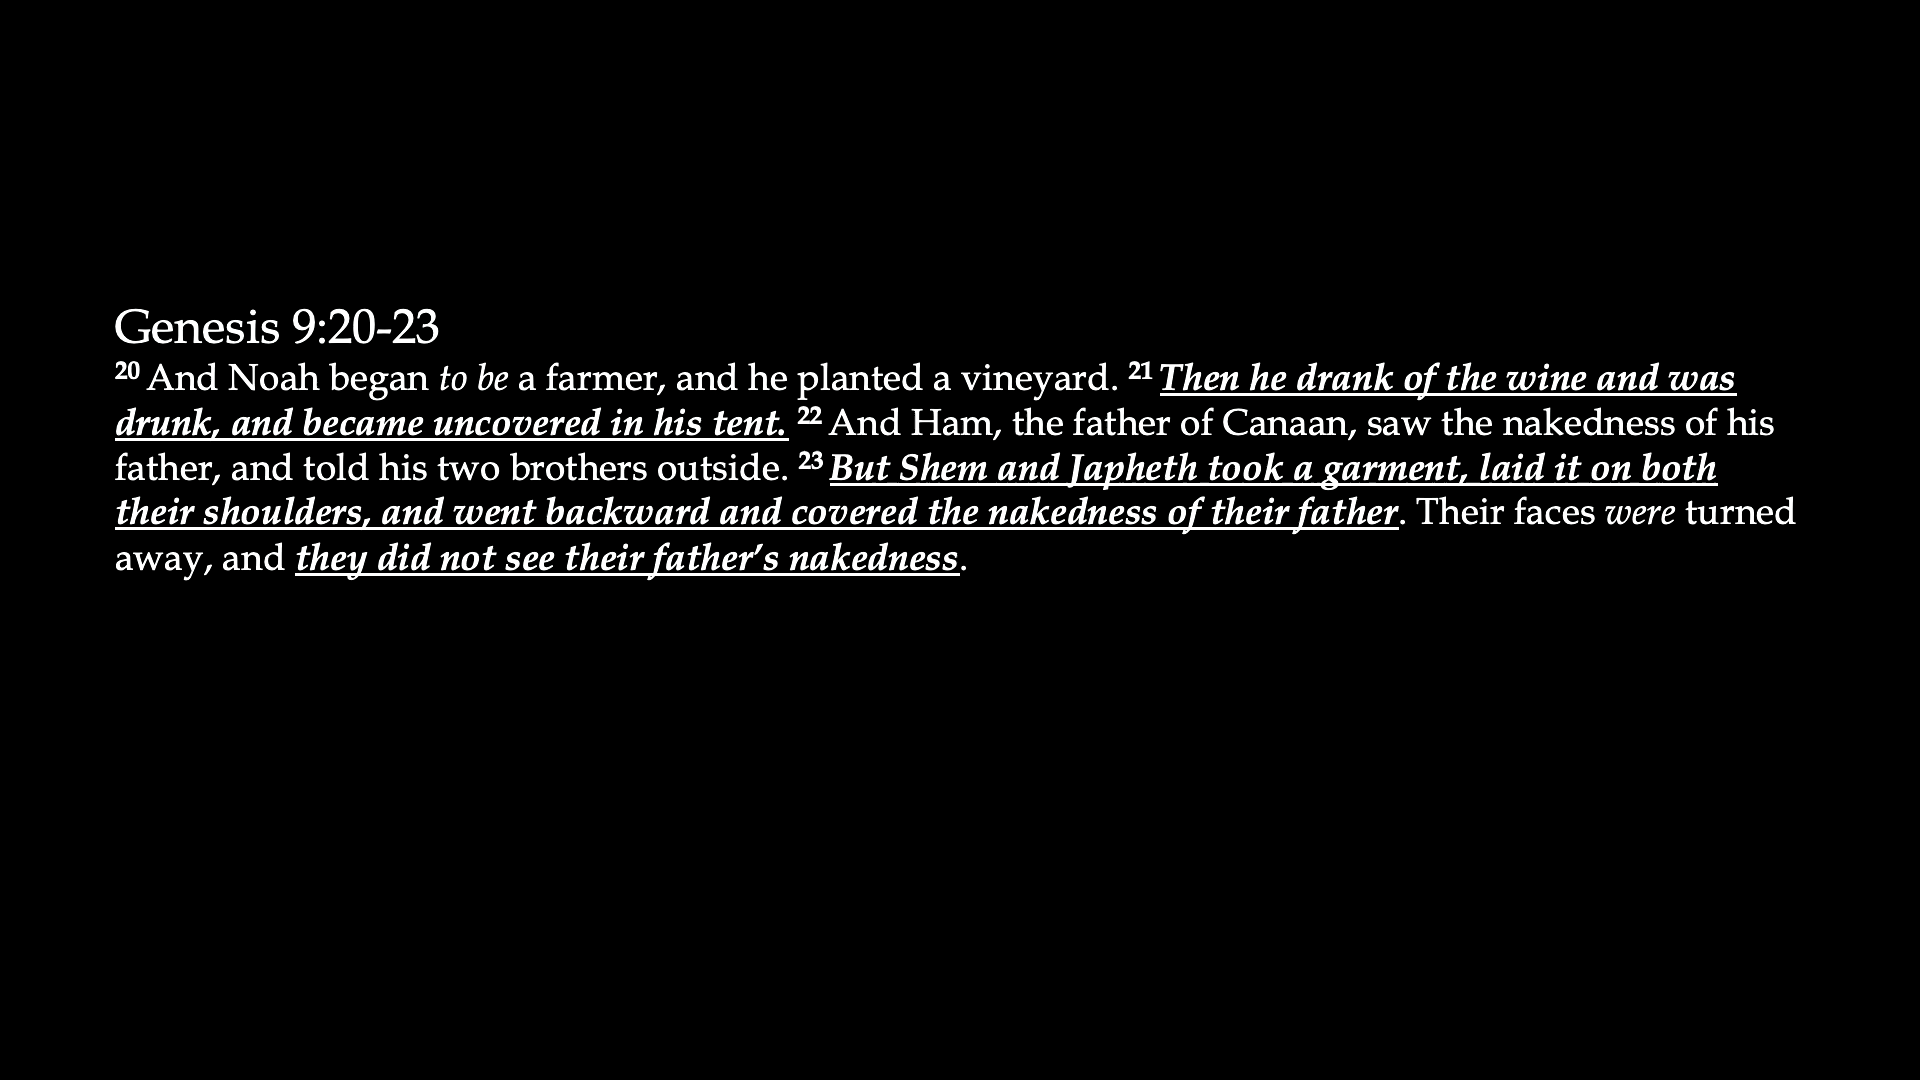 Genesis 9:20-23
20 And Noah began to be a farmer, and he planted a vineyard. 21 Then he drank of the wine and was
drunk, and became uncovered in his tent. 22 And Ham, the father of Canaan, saw the nakedness of his
father, and told his two brothers outside. 23 But Shem and Japheth took a garment, laid it on both
their shoulders, and went backward and covered the nakedness of their father. Their faces were turned
away, and they did not see their father’s nakedness.